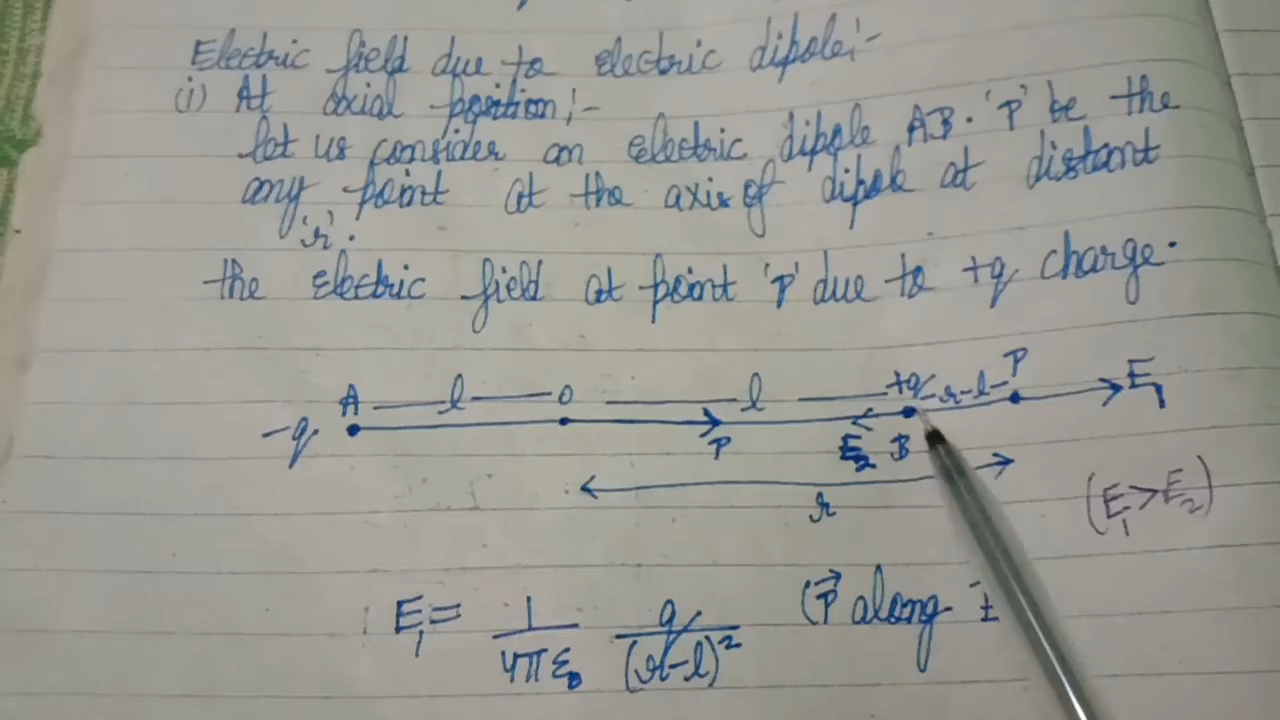 Electric field due to electric dipole:-
(i) At axial position:-
let us consider an electric dipole AB. 'P' be the
any point at the axis of dipole at distant
'r'.
the electric field at point 'P' due to +q charge.
A l O l +q r-l P E₁
-q P E₂ B
r
(E₁>E₂)
E₁= 1/4πε₀ q/(r-l)² (P⃗ along